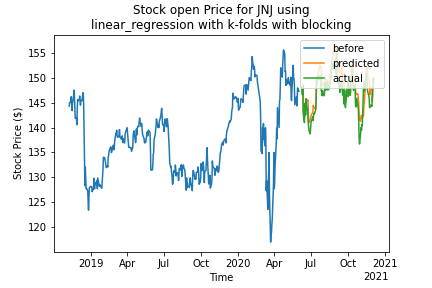 Stock open Price for JNJ using
linear_regression with k-folds with blocking
Stock Price ($)
155
150
145
140
135
130
125
120
before
predicted
actual
2019 Apr Jul Oct 2020 Apr Jul Oct 2021
Time
2021